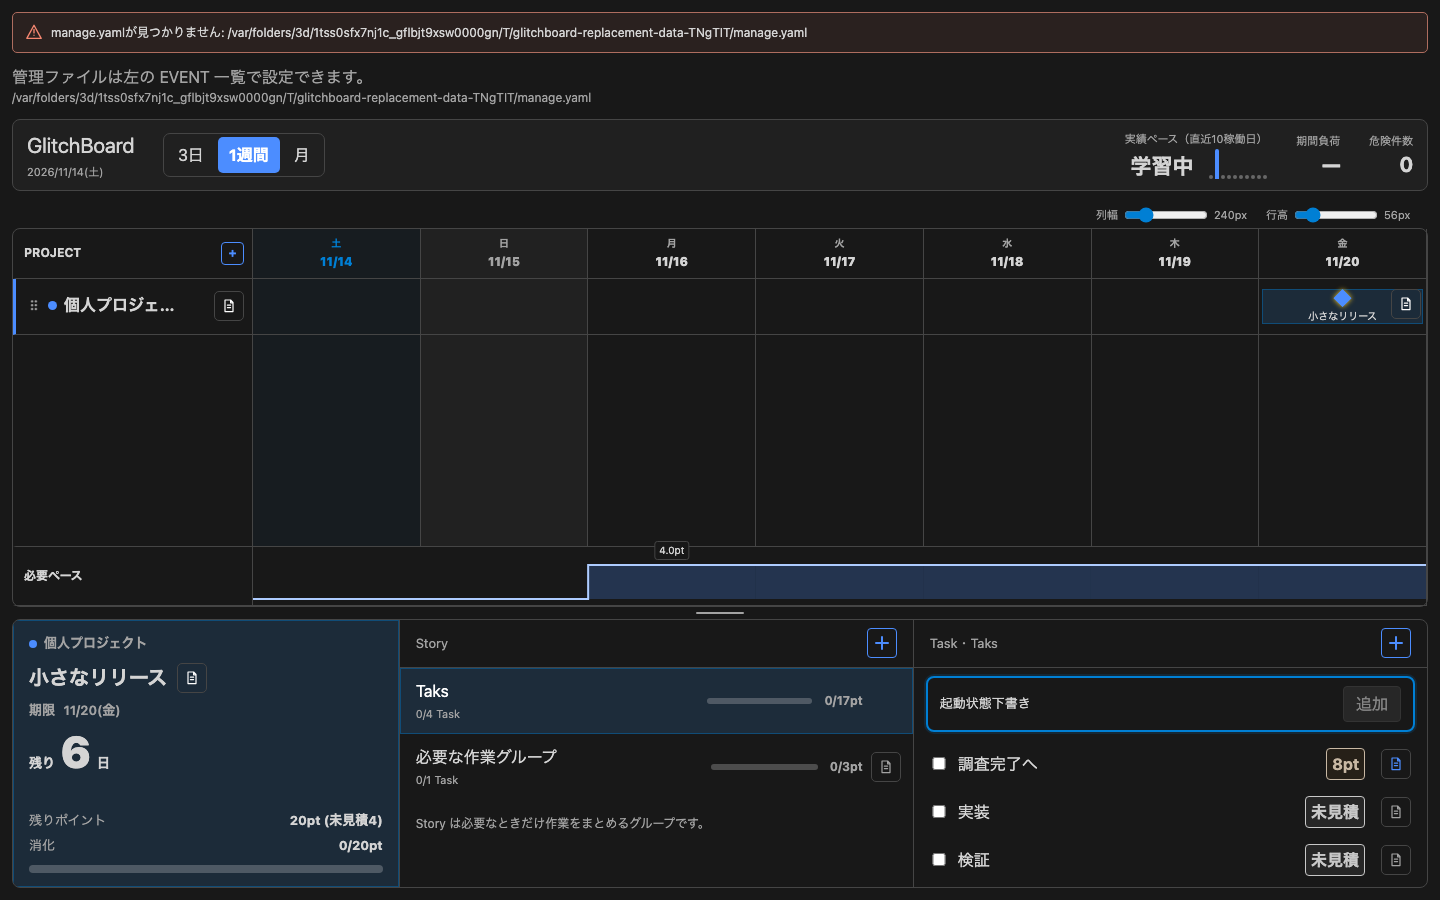 manage.yamlが見つかりません: /var/folders/3d/1tss0sfx7nj1c_gflbjt9xsw0000gn/T/glitchboard-replacement-data-TNgTIT/manage.yaml
管理ファイルは左の EVENT 一覧で設定できます。
/var/folders/3d/1tss0sfx7nj1c_gflbjt9xsw0000gn/T/glitchboard-replacement-data-TNgTIT/manage.yaml
GlitchBoard
2026/11/14(土)
3日 1週間 月
実績ペース（直近10稼働日）
学習中
期間負荷
—
危険件数
0
列幅 240px 行高 56px
PROJECT +
土 11/14
日 11/15
月 11/16
火 11/17
水 11/18
木 11/19
金 11/20
個人プロジェ...
小さなリリース
4.0pt
必要ペース
個人プロジェクト
小さなリリース
期限 11/20(金)
残り 6 日
残りポイント 20pt (未見積4)
消化 0/20pt
Story +
Taks
0/4 Task
0/17pt
必要な作業グループ
0/1 Task
0/3pt
Story は必要なときだけ作業をまとめるグループです。
Task・Taks +
起動状態下書き 追加
調査完了へ 8pt
実装 未見積
検証 未見積